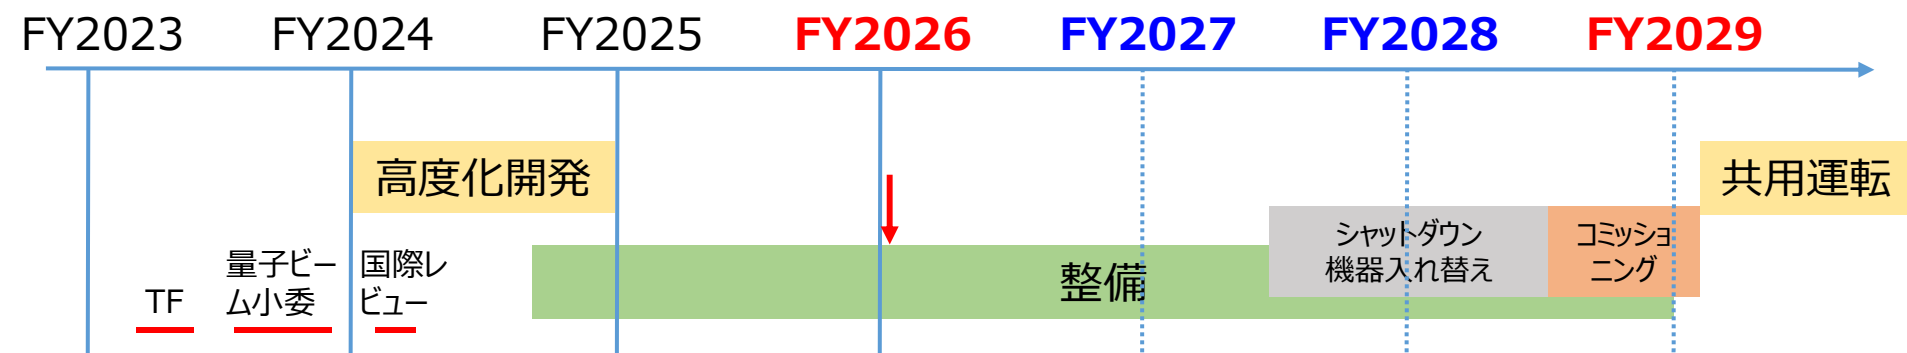 FY2023 FY2024 FY2025 FY2026 FY2027 FY2028 FY2029
高度化開発
共用運転
シャットダウン
機器入れ替え
コミッショ
ニング
量子ビー
ム小委
国際レ
ビュー
TF
整備